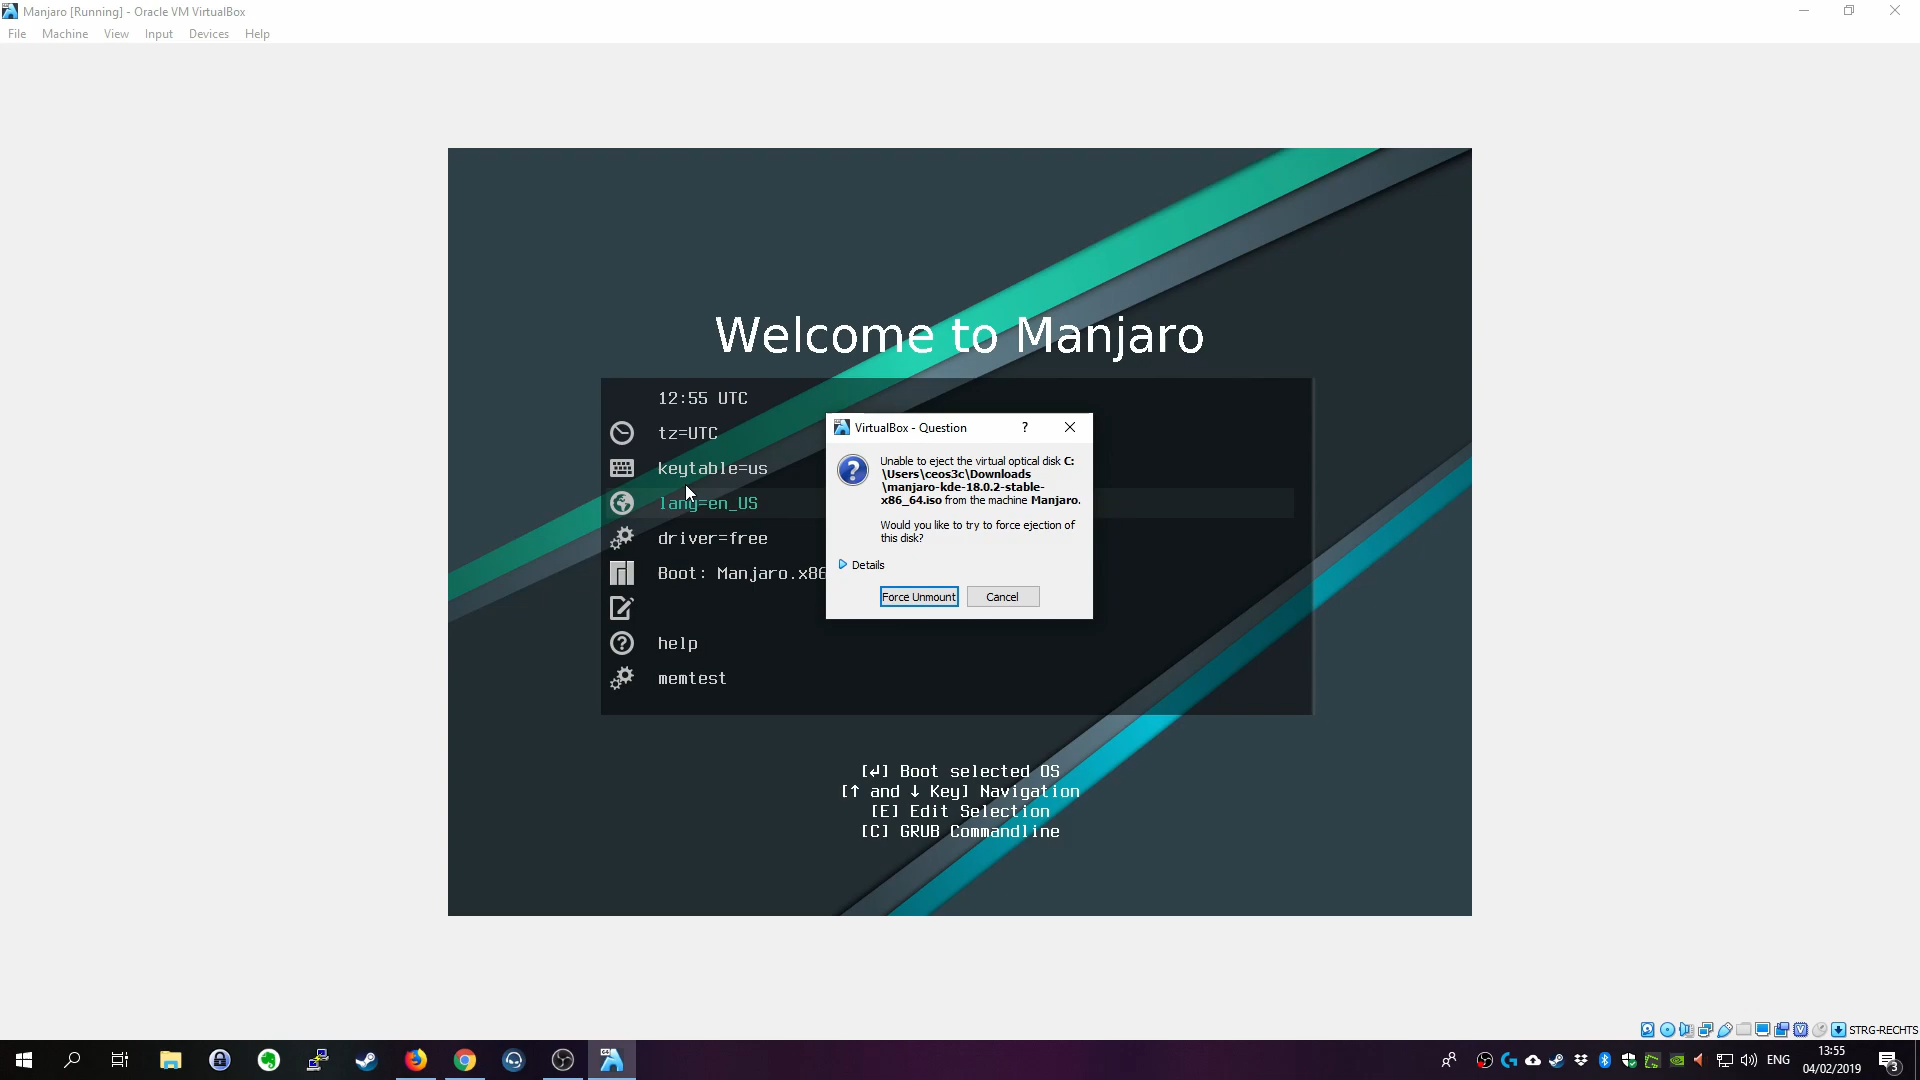 Manjaro [Running] - Oracle VM VirtualBox
File Machine View Input Devices Help
Welcome to Manjaro
12:55 UTC
tz=UTC
keytable=us
lang=en_US
driver=free
Boot: Manjaro.x86
help
memtest
VirtualBox - Question ?
Unable to eject the virtual optical disk C:
\Users\ceos3c\Downloads
\manjaro-kde-18.0.2-stable-
x86_64.iso from the machine Manjaro.
Would you like to try to force ejection of
this disk?
Details
Force Unmount Cancel
[↲] Boot selected OS
[↑ and ↓ Key] Navigation
[E] Edit Selection
[C] GRUB Commandline
STRG-RECHTS
ENG
13:55
04/02/2019
3